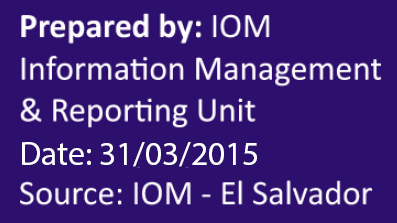 Prepared by: IOM
Information Management
& Reporting Unit
Date: 31/03/2015
Source: IOM - El Salvador